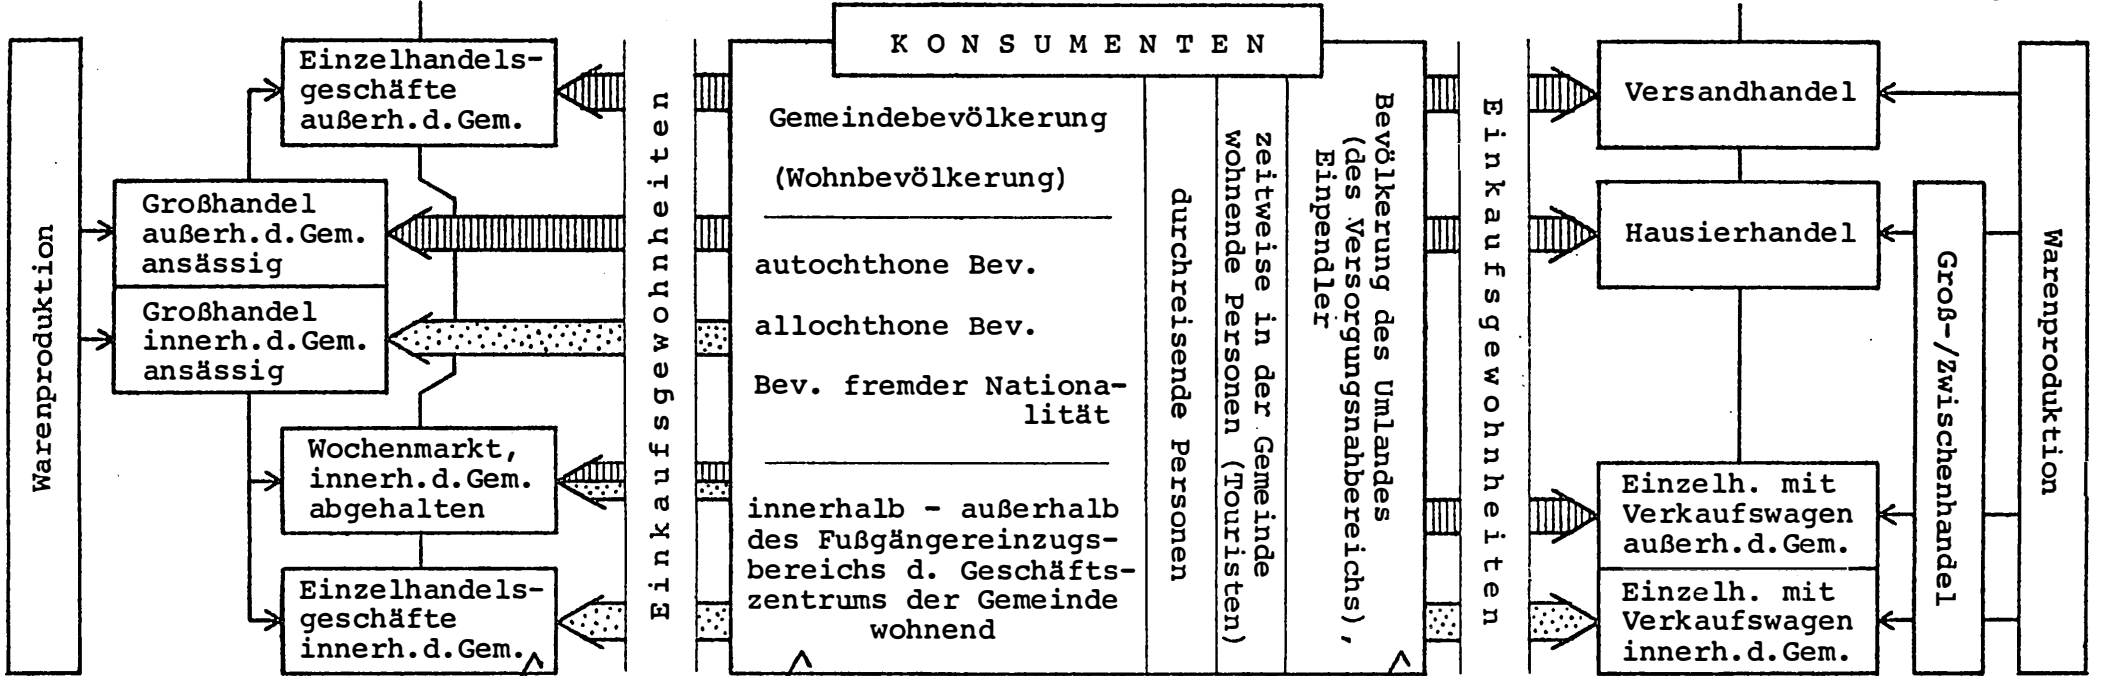 Warenproduktion
Einzelhandels-
geschäfte
außerh.d.Gem.
Großhandel
außerh.d.Gem.
ansässig
Großhandel
innerh.d.Gem.
ansässig
Wochenmarkt,
innerh.d.Gem.
abgehalten
Einzelhandels-
geschäfte
innerh.d.Gem.
Einkaufsgewohnheiten
KONSUMENTEN
Gemeindebevölkerung
(Wohnbevölkerung)
autochthone Bev.
allochthone Bev.
Bev. fremder Nationa-
lität
innerhalb - außerhalb
des Fußgängereinzugs-
bereichs d. Geschäfts-
zentrums der Gemeinde
wohnend
durchreisende Personen
zeitweise in der Gemeinde
wohnende Personen (Touristen)
Bevölkerung des Umlandes
(des Versorgungsnahbereichs),
Einpendler
Einkaufsgewohnheiten
Versandhandel
Hausierhandel
Einzelh. mit
Verkaufswagen
außerh.d.Gem.
Einzelh. mit
Verkaufswagen
innerh.d.Gem.
Groß-/Zwischenhandel
Warenproduktion